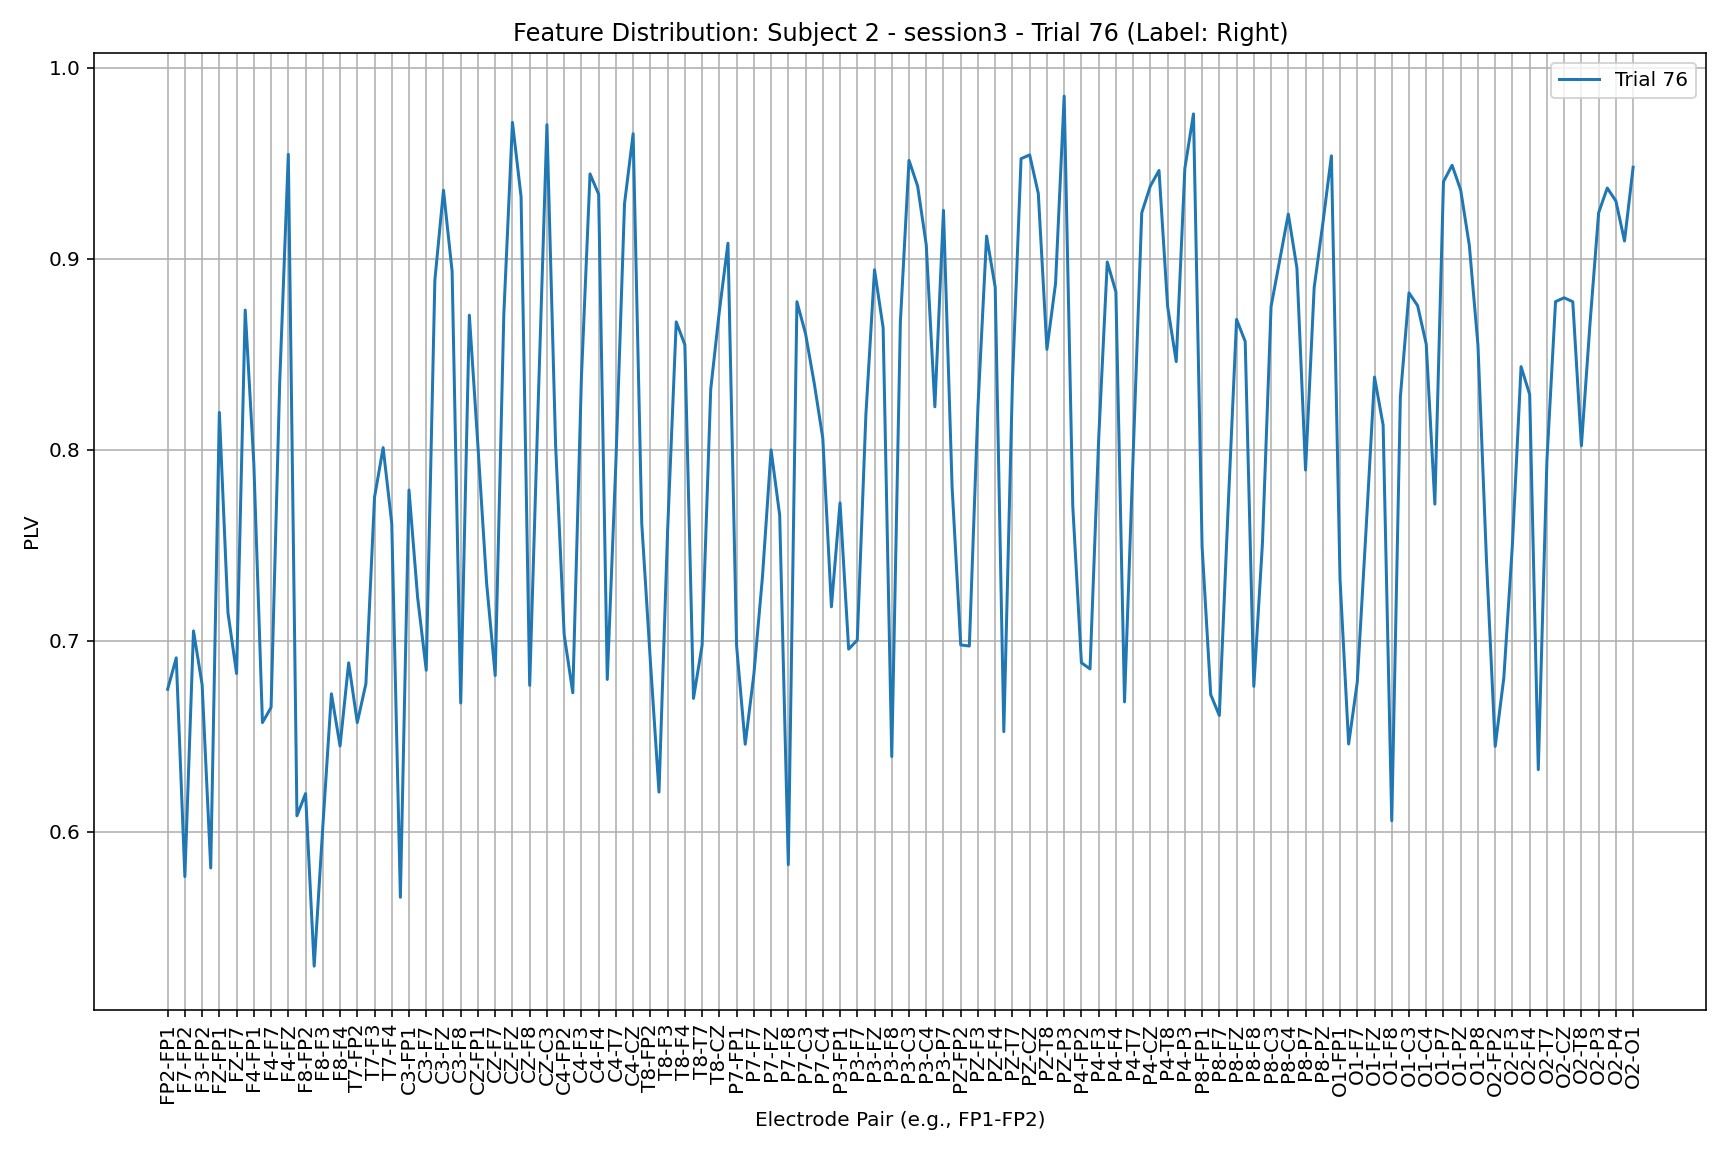 Feature Distribution: Subject 2 - session3 - Trial 76 (Label: Right)
Trial 76
1.0
0.9
0.8
0.7
0.6
PLV
FP2-FP1
F7-FP2
F3-FP2
FZ-FP1
FZ-F7
F4-FP1
F4-F7
F4-FZ
F8-FP2
F8-F3
F8-F4
T7-FP2
T7-F3
T7-F4
C3-FP1
C3-F7
C3-FZ
C3-F8
CZ-FP1
CZ-F7
CZ-FZ
CZ-F8
CZ-C3
C4-FP2
C4-F3
C4-F4
C4-T7
C4-CZ
T8-FP2
T8-F3
T8-F4
T8-T7
T8-CZ
P7-FP1
P7-F7
P7-FZ
P7-F8
P7-C3
P7-C4
P3-FP1
P3-F7
P3-FZ
P3-F8
P3-C3
P3-C4
P3-P7
PZ-FP2
PZ-F3
PZ-F4
PZ-T7
PZ-CZ
PZ-T8
PZ-P3
P4-FP2
P4-F3
P4-F4
P4-T7
P4-CZ
P4-T8
P4-P3
P8-FP1
P8-F7
P8-FZ
P8-F8
P8-C3
P8-C4
P8-P7
P8-PZ
O1-FP1
O1-F7
O1-FZ
O1-F8
O1-C3
O1-C4
O1-P7
O1-PZ
O1-P8
O2-FP2
O2-F3
O2-F4
O2-T7
O2-CZ
O2-T8
O2-P3
O2-P4
O2-O1
Electrode Pair (e.g., FP1-FP2)